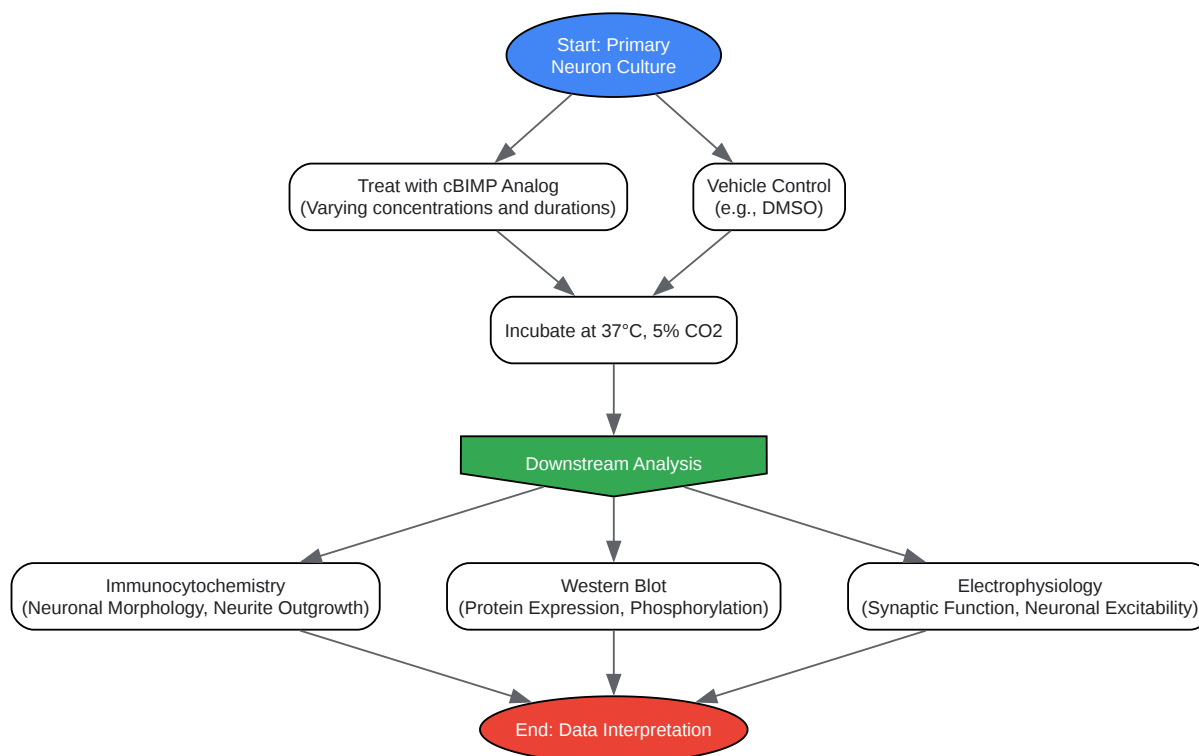 Start: Primary
Neuron Culture
Treat with cBIMP Analog
(Varying concentrations and durations)
Vehicle Control
(e.g., DMSO)
Incubate at 37°C, 5% CO2
Downstream Analysis
Immunocytochemistry
(Neuronal Morphology, Neurite Outgrowth)
Western Blot
(Protein Expression, Phosphorylation)
Electrophysiology
(Synaptic Function, Neuronal Excitability)
End: Data Interpretation